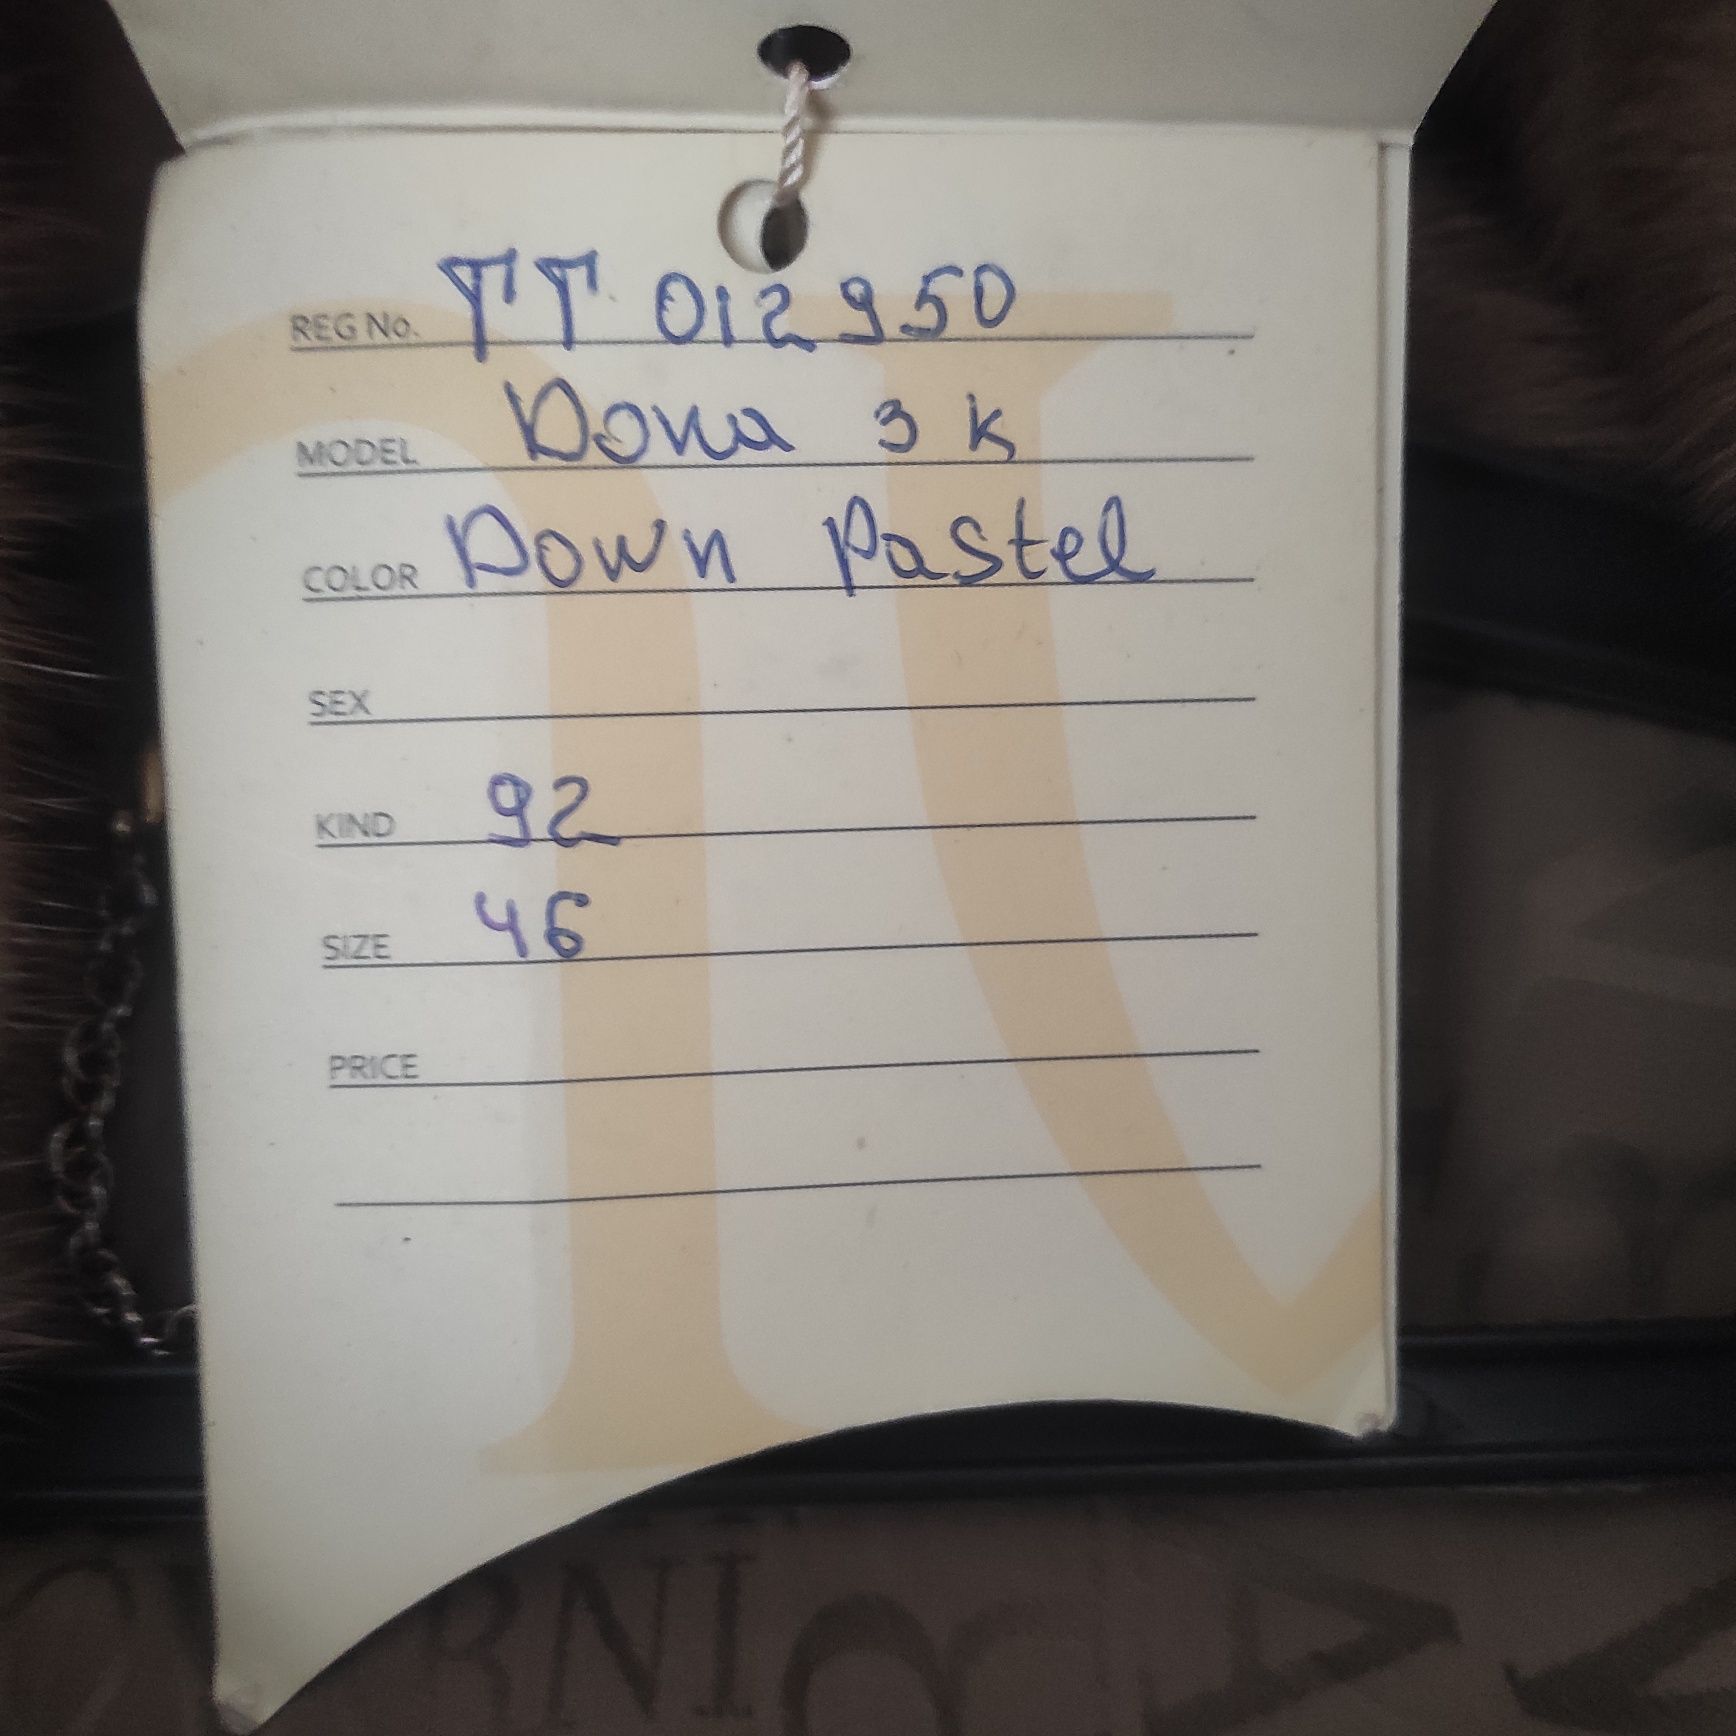 REG No. TT 012950
MODEL Dona 3 K
COLOR Down Pastel
SEX
KIND 92
SIZE 46
PRICE